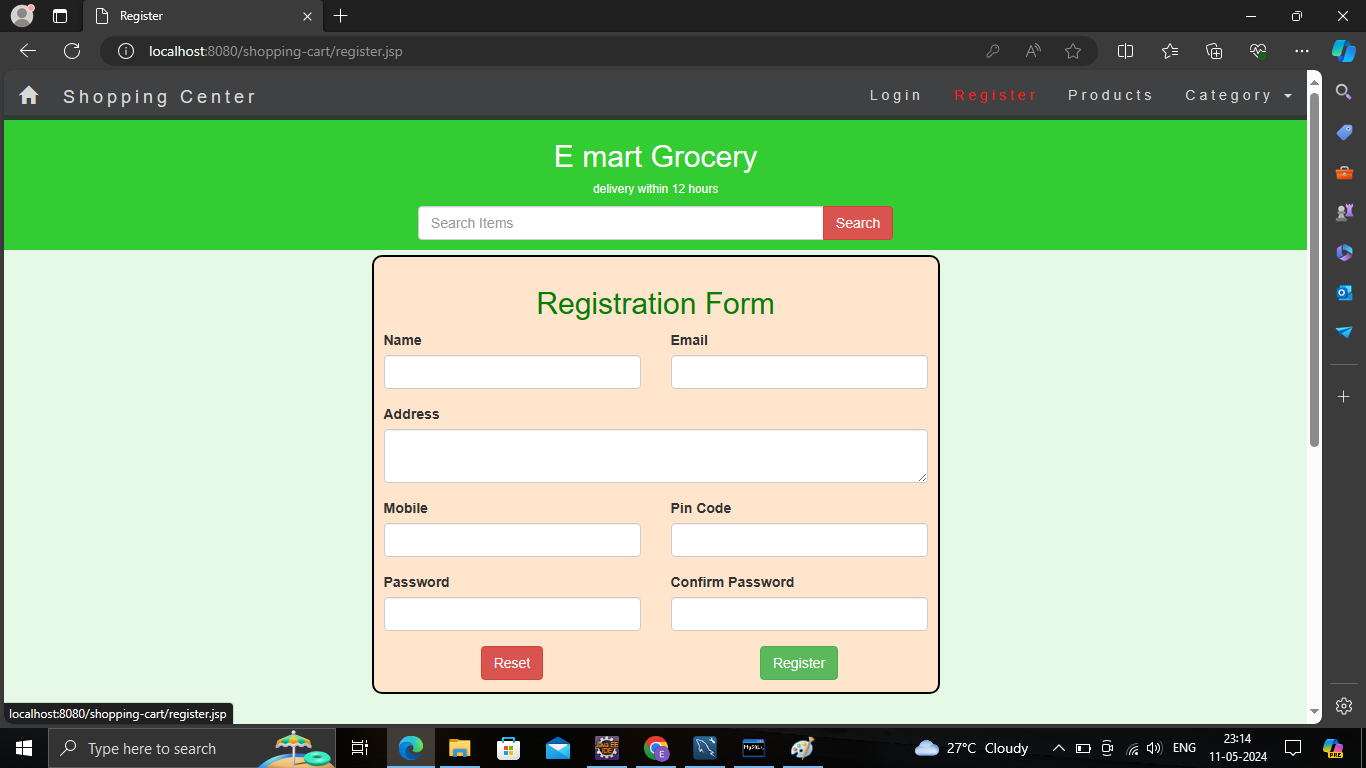 Register
localhost:8080/shopping-cart/register.jsp
Shopping Center
Login Register Products Category
E mart Grocery
delivery within 12 hours
Search Items Search
Registration Form
Name Email
Address
Mobile Pin Code
Password Confirm Password
Reset Register
localhost:8080/shopping-cart/register.jsp
Type here to search
27°C Cloudy
ENG
23:14
11-05-2024